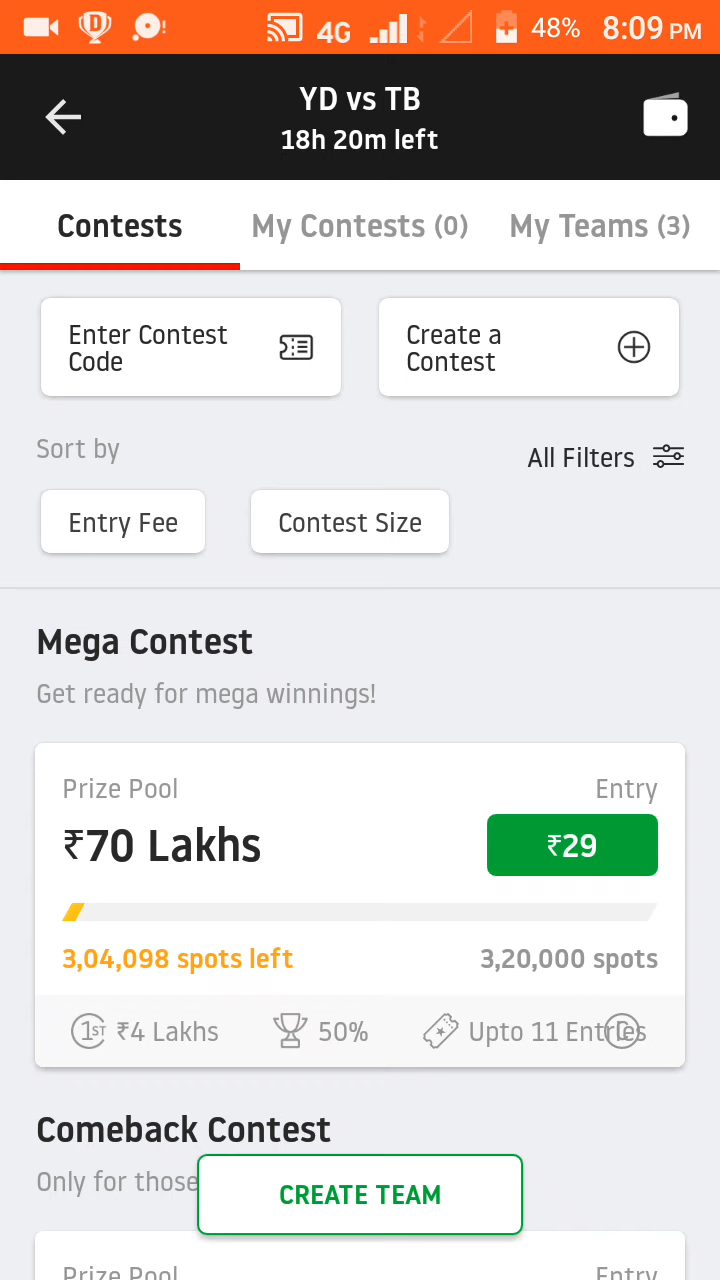 4G 48% 8:09 PM
YD vs TB
18h 20m left
Contests My Contests (0) My Teams (3)
Enter Contest
Code
Create a
Contest
Sort by
All Filters
Entry Fee Contest Size
Mega Contest
Get ready for mega winnings!
Prize Pool Entry
₹70 Lakhs ₹29
3,04,098 spots left 3,20,000 spots
1ST ₹4 Lakhs 50% Upto 11 Entries C
Comeback Contest
Only for those
CREATE TEAM
Prize Pool Entry